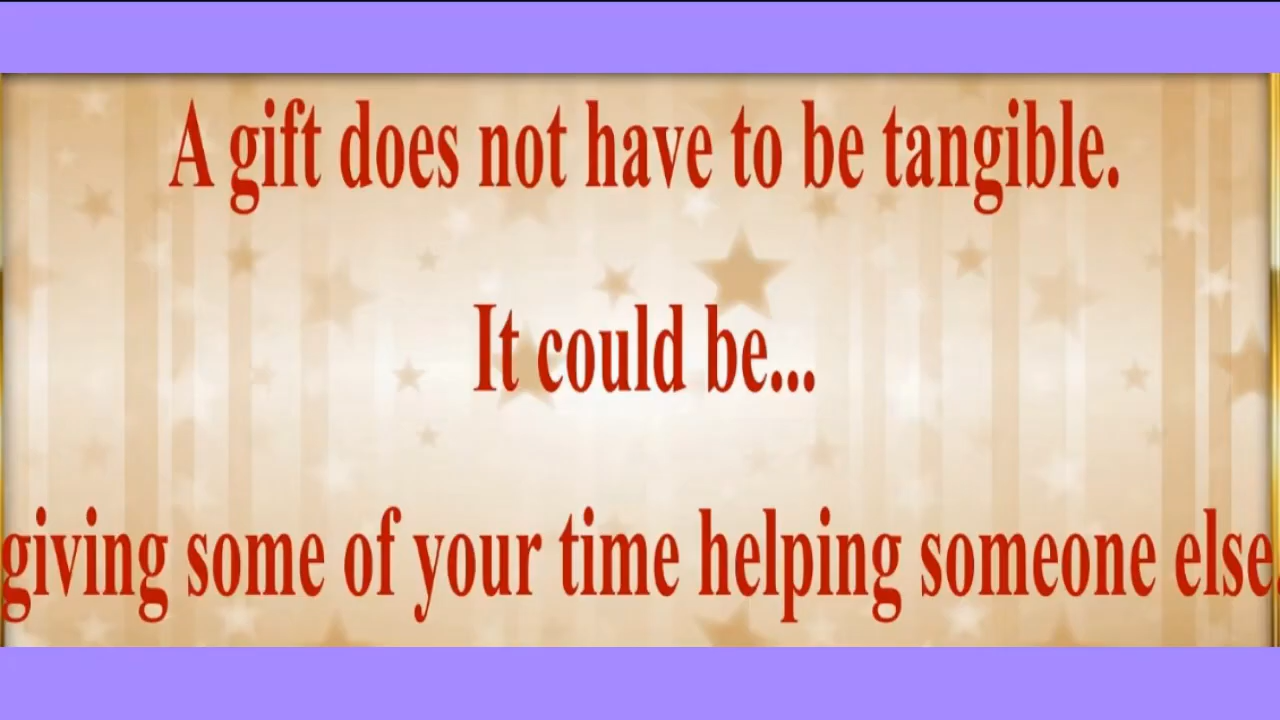 A gift does not have to be tangible.
It could be...
giving some of your time helping someone else.